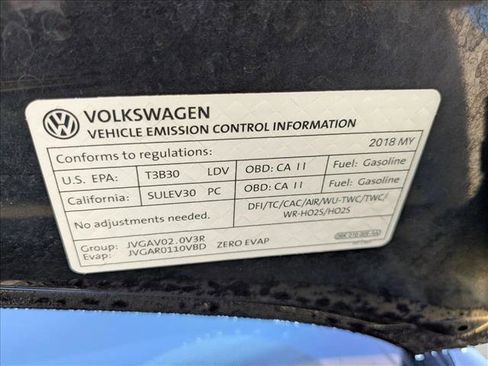 VOLKSWAGEN
VEHICLE EMISSION CONTROL INFORMATION
Conforms to regulations: 2018 MY
U.S. EPA: T3B30 LDV OBD: CA II Fuel: Gasoline
California: SULEV30 PC OBD: CA II Fuel: Gasoline
No adjustments needed. DFI/TC/CAC/AIR/WU-TWC/TWC/
WR-HO2S/HO2S
Group: JVGAV02.0V3R
Evap: JVGAR0110VBD ZERO EVAP